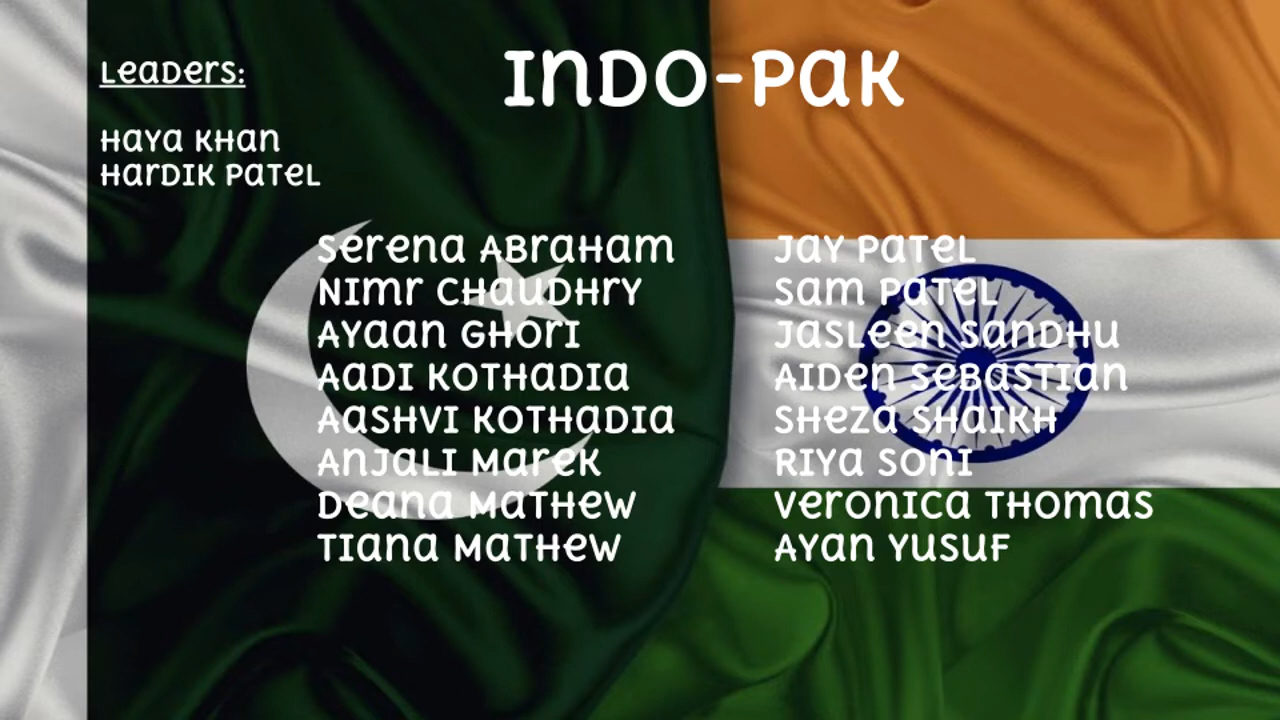 INDO-PAK
Leaders:
Haya Khan
Hardik Patel
Serena Abraham
Nimr Chaudhry
Ayaan Ghori
Aadi Kothadia
Aashvi Kothadia
Anjali Marek
Deana Mathew
Tiana Mathew
Jay Patel
Sam Patel
Jasleen Sandhu
Aiden Sebastian
Sheza Shaikh
Riya Soni
Veronica Thomas
Ayan Yusuf